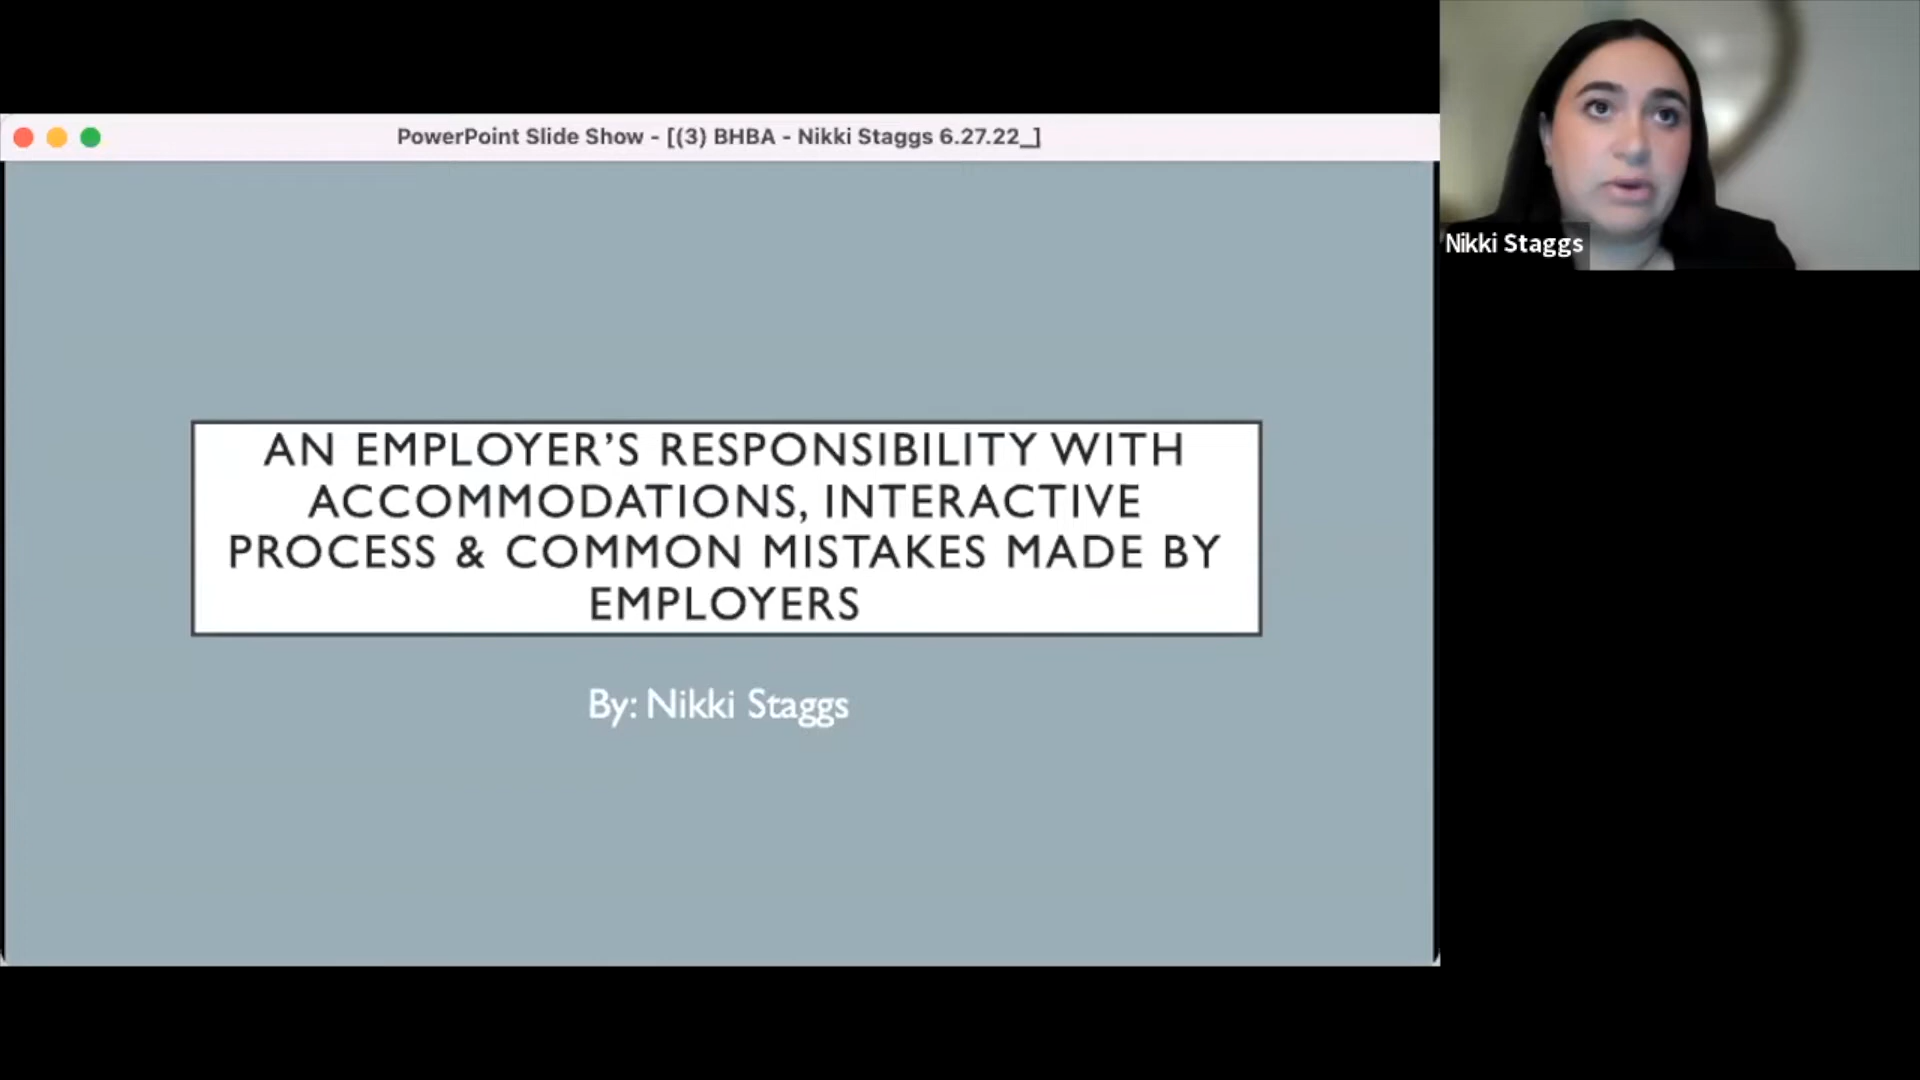 PowerPoint Slide Show - [(3) BHBA - Nikki Staggs 6.27.22_]
Nikki Staggs
AN EMPLOYER’S RESPONSIBILITY WITH
ACCOMMODATIONS, INTERACTIVE
PROCESS & COMMON MISTAKES MADE BY
EMPLOYERS
By: Nikki Staggs